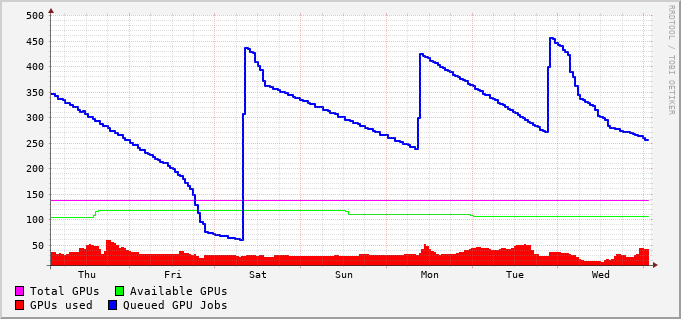 500
450
400
350
300
250
200
150
100
50
Thu Fri Sat Sun Mon Tue Wed
Total GPUs Available GPUs
GPUs used Queued GPU Jobs
RRDTOOL / TOBI OETIKER